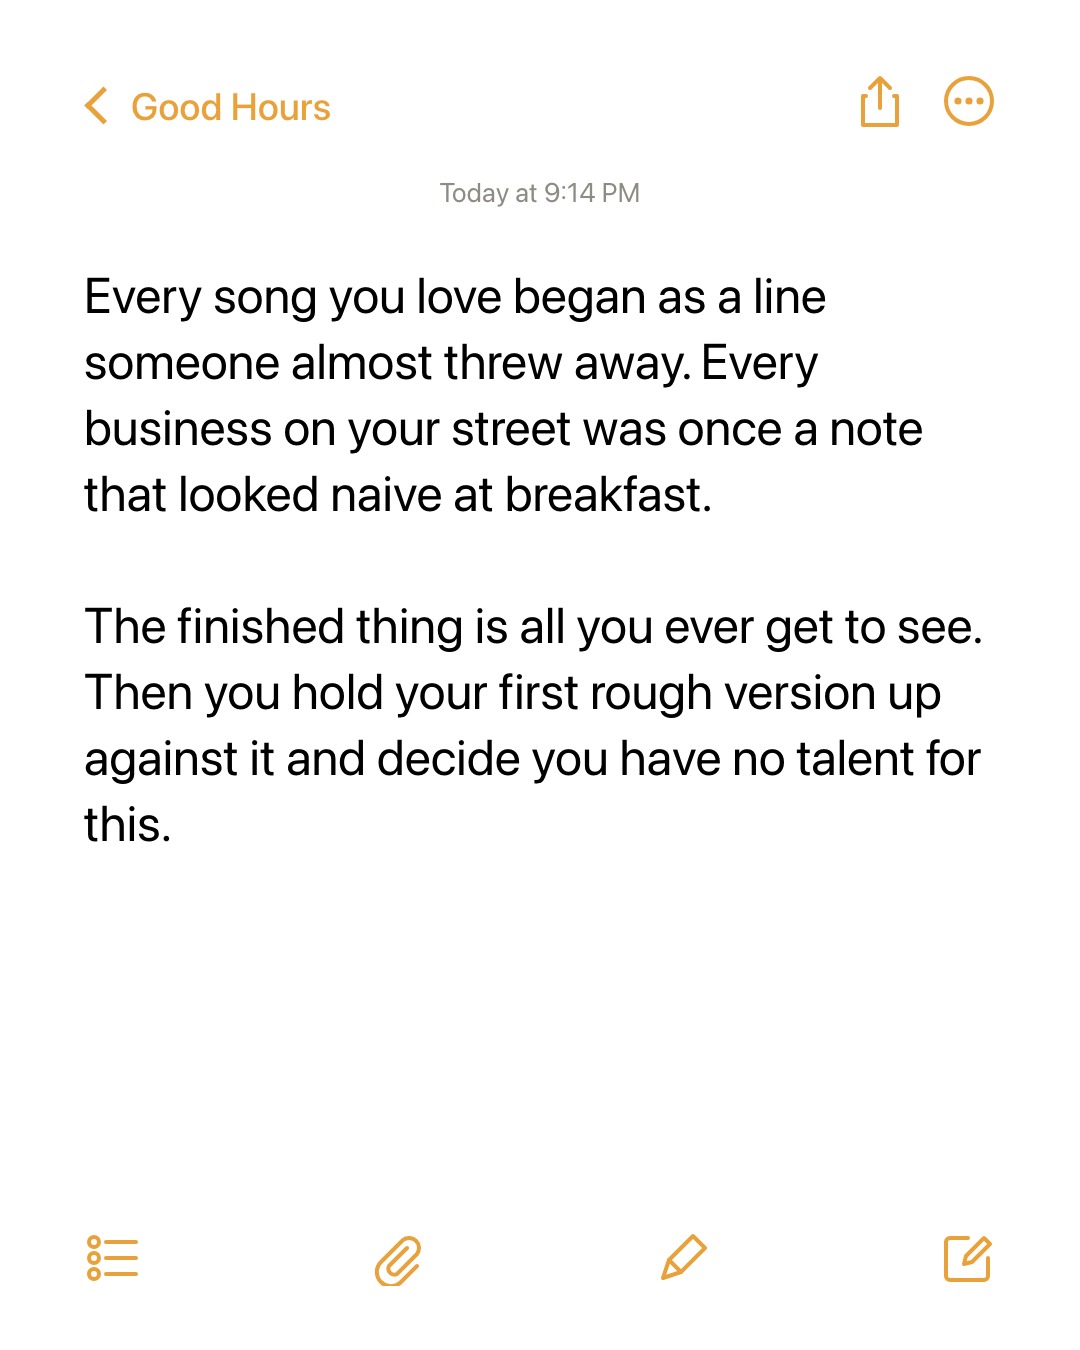 Good Hours
Today at 9:14 PM
Every song you love began as a line
someone almost threw away. Every
business on your street was once a note
that looked naive at breakfast.
The finished thing is all you ever get to see.
Then you hold your first rough version up
against it and decide you have no talent for
this.